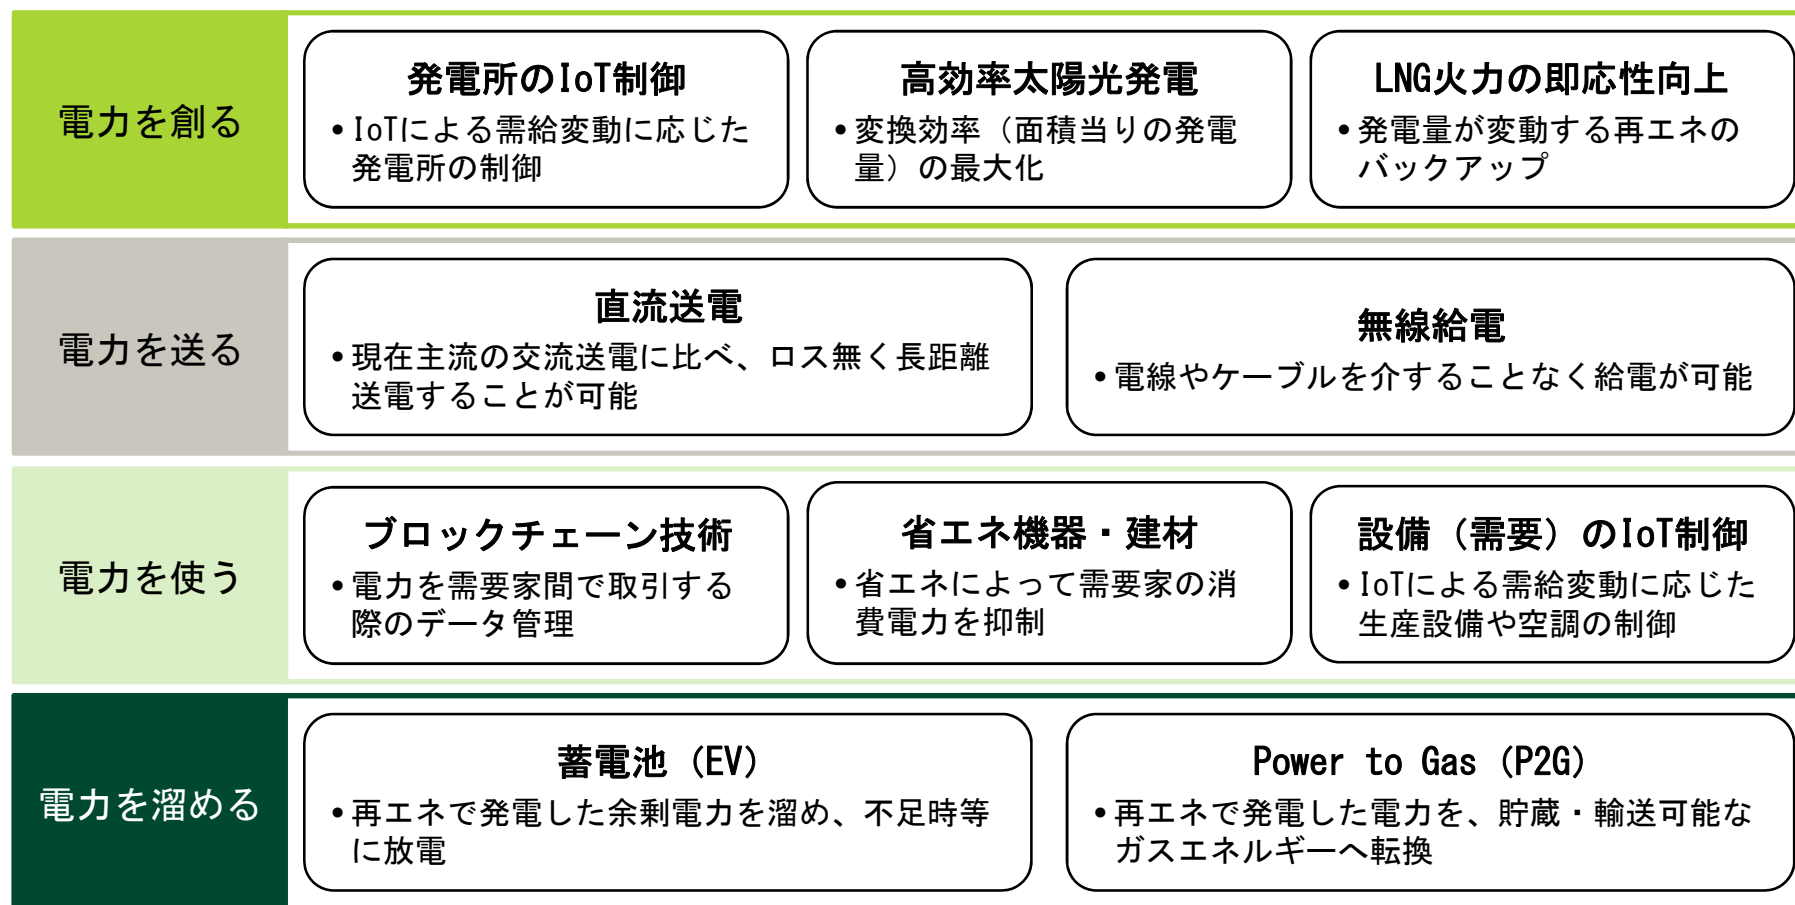 電力を創る
発電所のIoT制御
•IoTによる需給変動に応じた
発電所の制御
高効率太陽光発電
•変換効率（面積当りの発電
量）の最大化
LNG火力の即応性向上
•発電量が変動する再エネの
バックアップ
電力を送る
直流送電
•現在主流の交流送電に比べ、ロス無く長距離
送電することが可能
無線給電
•電線やケーブルを介することなく給電が可能
電力を使う
ブロックチェーン技術
•電力を需要家間で取引する
際のデータ管理
省エネ機器・建材
•省エネによって需要家の消
費電力を抑制
設備（需要）のIoT制御
•IoTによる需給変動に応じた
生産設備や空調の制御
電力を溜める
蓄電池（EV）
•再エネで発電した余剰電力を溜め、不足時等
に放電
Power to Gas（P2G）
•再エネで発電した電力を、貯蔵・輸送可能な
ガスエネルギーへ転換